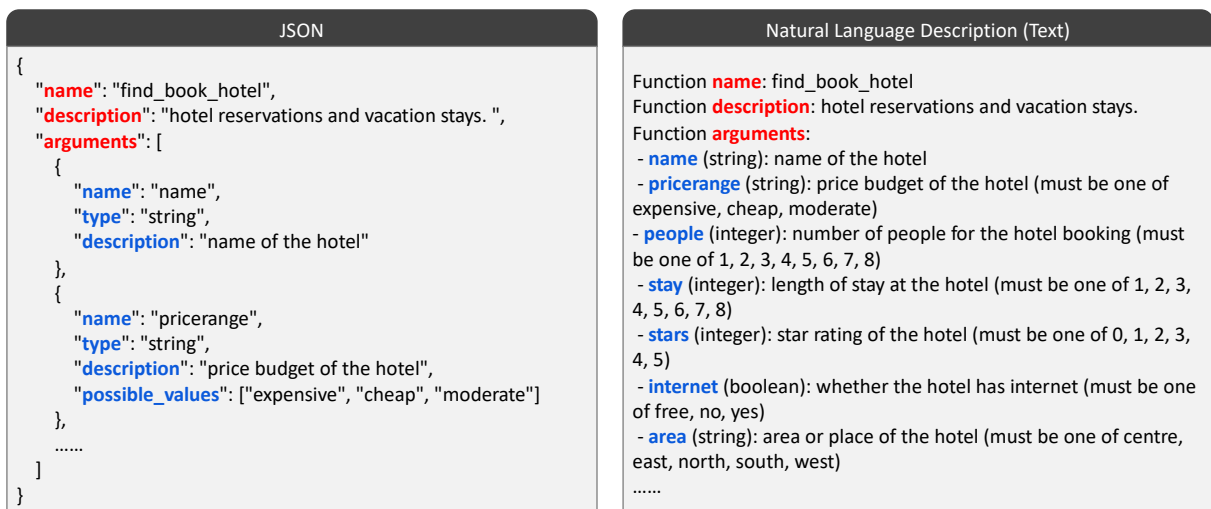 JSON
{
"name": "find_book_hotel",
"description": "hotel reservations and vacation stays. ",
"arguments": [
{
"name": "name",
"type": "string",
"description": "name of the hotel"
},
{
"name": "pricerange",
"type": "string",
"description": "price budget of the hotel",
"possible_values": ["expensive", "cheap", "moderate"]
},
......
]
}
Natural Language Description (Text)
Function name: find_book_hotel
Function description: hotel reservations and vacation stays.
Function arguments:
- name (string): name of the hotel
- pricerange (string): price budget of the hotel (must be one of
expensive, cheap, moderate)
- people (integer): number of people for the hotel booking (must
be one of 1, 2, 3, 4, 5, 6, 7, 8)
- stay (integer): length of stay at the hotel (must be one of 1, 2, 3,
4, 5, 6, 7, 8)
- stars (integer): star rating of the hotel (must be one of 0, 1, 2, 3,
4, 5)
- internet (boolean): whether the hotel has internet (must be one
of free, no, yes)
- area (string): area or place of the hotel (must be one of centre,
east, north, south, west)
......